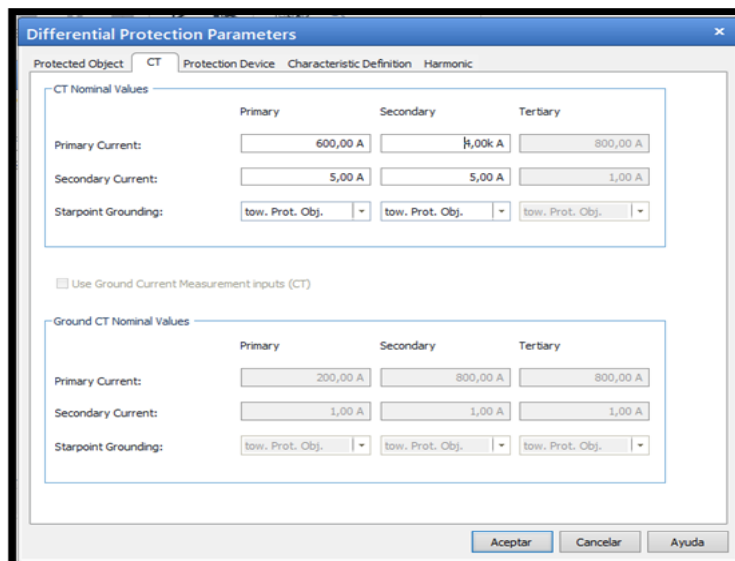 Differential Protection Parameters
Protected Object CT Protection Device Characteristic Definition Harmonic
CT Nominal Values
Primary Secondary Tertiary
Primary Current: 600,00 A 4,00k A 800,00 A
Secondary Current: 5,00 A 5,00 A 1,00 A
Starpoint Grounding: tow. Prot. Obj. tow. Prot. Obj. tow. Prot. Obj.
Use Ground Current Measurement inputs (CT)
Ground CT Nominal Values
Primary Secondary Tertiary
Primary Current: 200,00 A 800,00 A 800,00 A
Secondary Current: 1,00 A 1,00 A 1,00 A
Starpoint Grounding: tow. Prot. Obj. tow. Prot. Obj. tow. Prot. Obj.
Aceptar Cancelar Ayuda